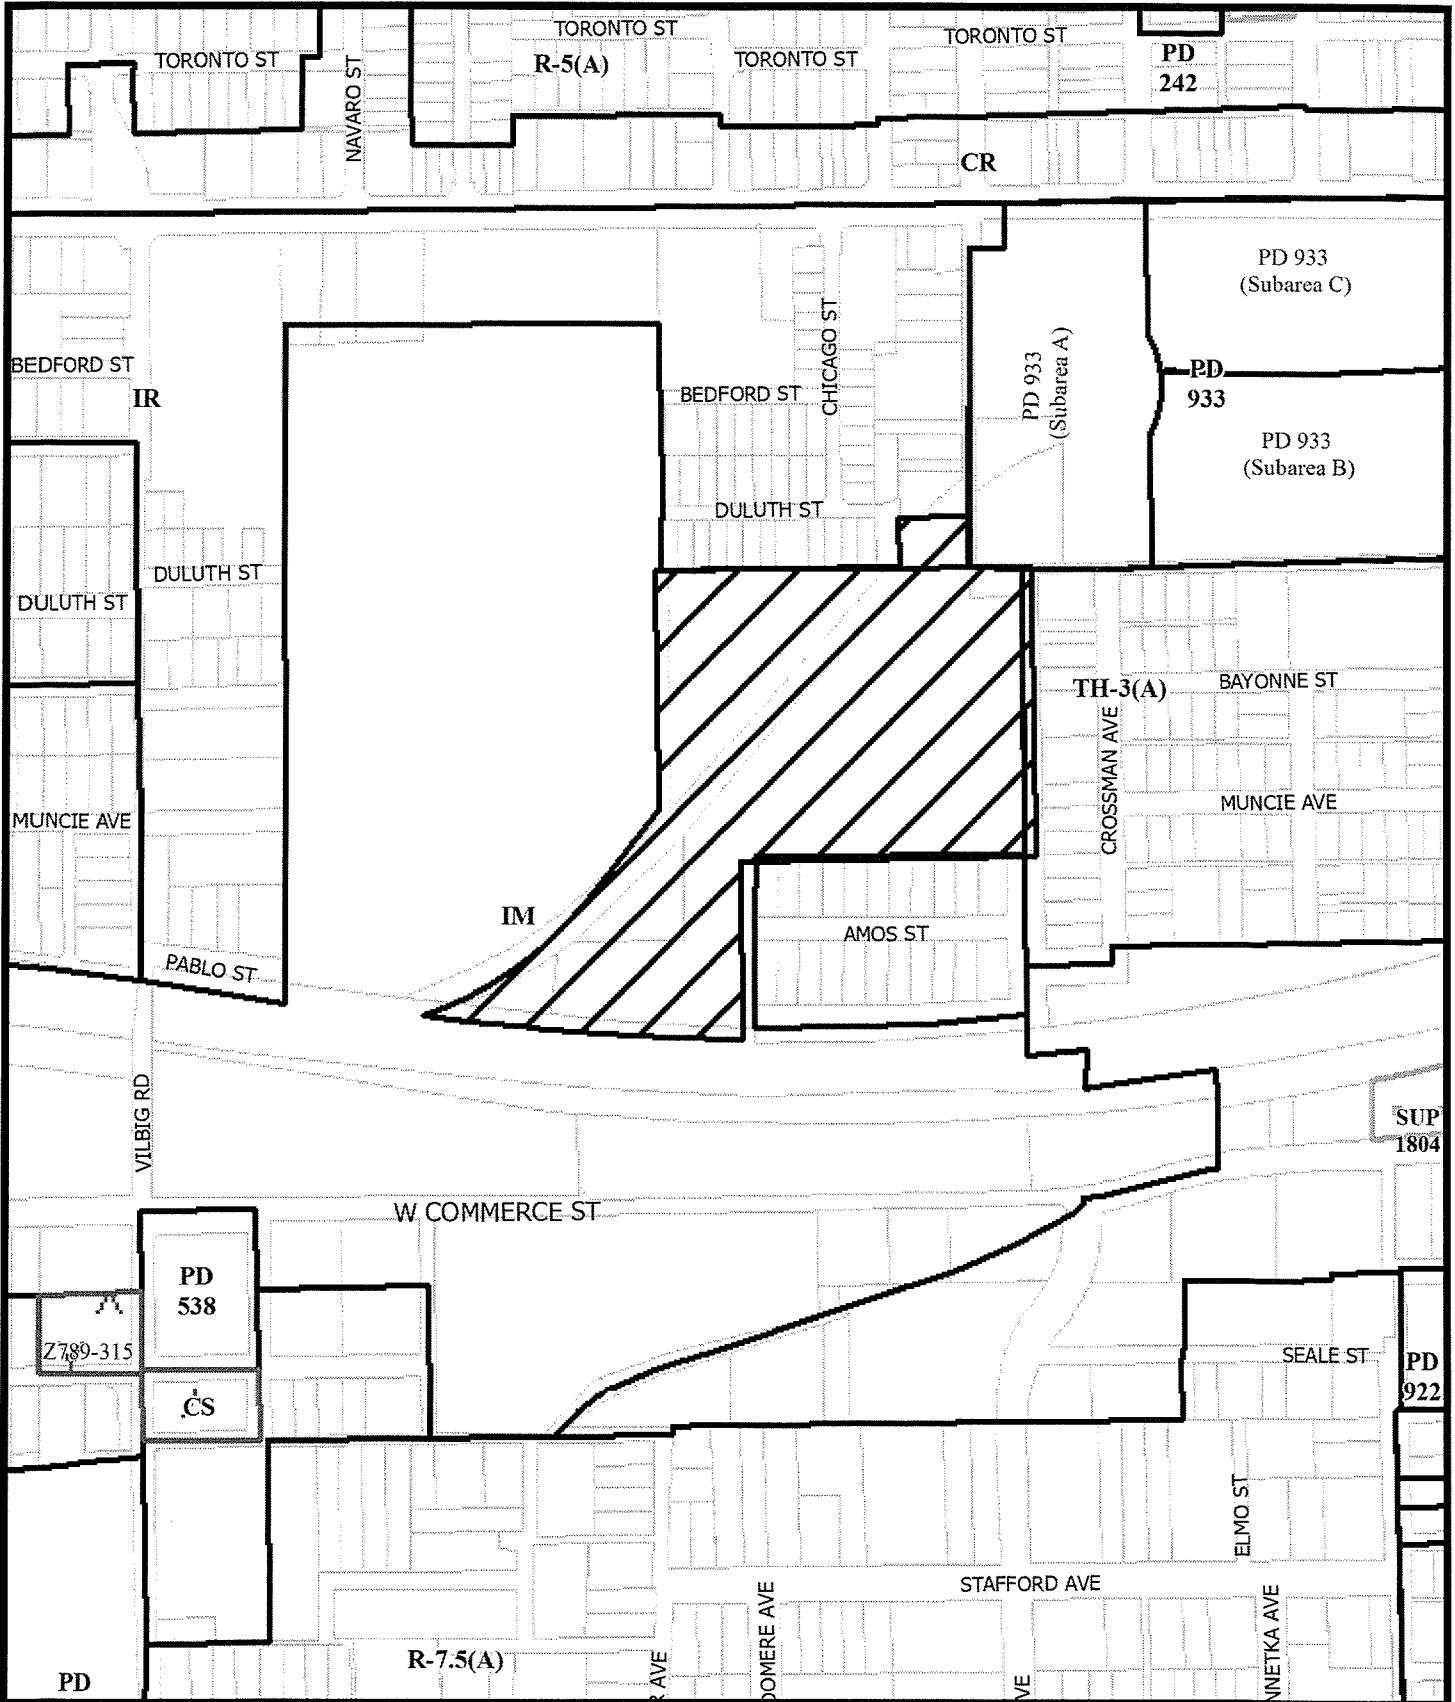 TORONTO ST
TORONTO ST
TORONTO ST
TORONTO ST
NAVARO ST
R-5(A)
PD
242
CR
PD 933
(Subarea C)
CHICAGO ST
PD 933
(Subarea A)
BEDFORD ST
IR
BEDFORD ST
PD
933
PD 933
(Subarea B)
DULUTH ST
DULUTH ST
DULUTH ST
TH-3(A)
BAYONNE ST
CROSSMAN AVE
MUNCIE AVE
MUNCIE AVE
IM
AMOS ST
PABLO ST
VILBIG RD
SUP
1804
W COMMERCE ST
PD
538
Z789-315
SEALE ST
PD
922
CS
ELMO ST
STAFFORD AVE
R-7.5(A)
R AVE
DOMERE AVE
VE
NNETKA AVE
PD